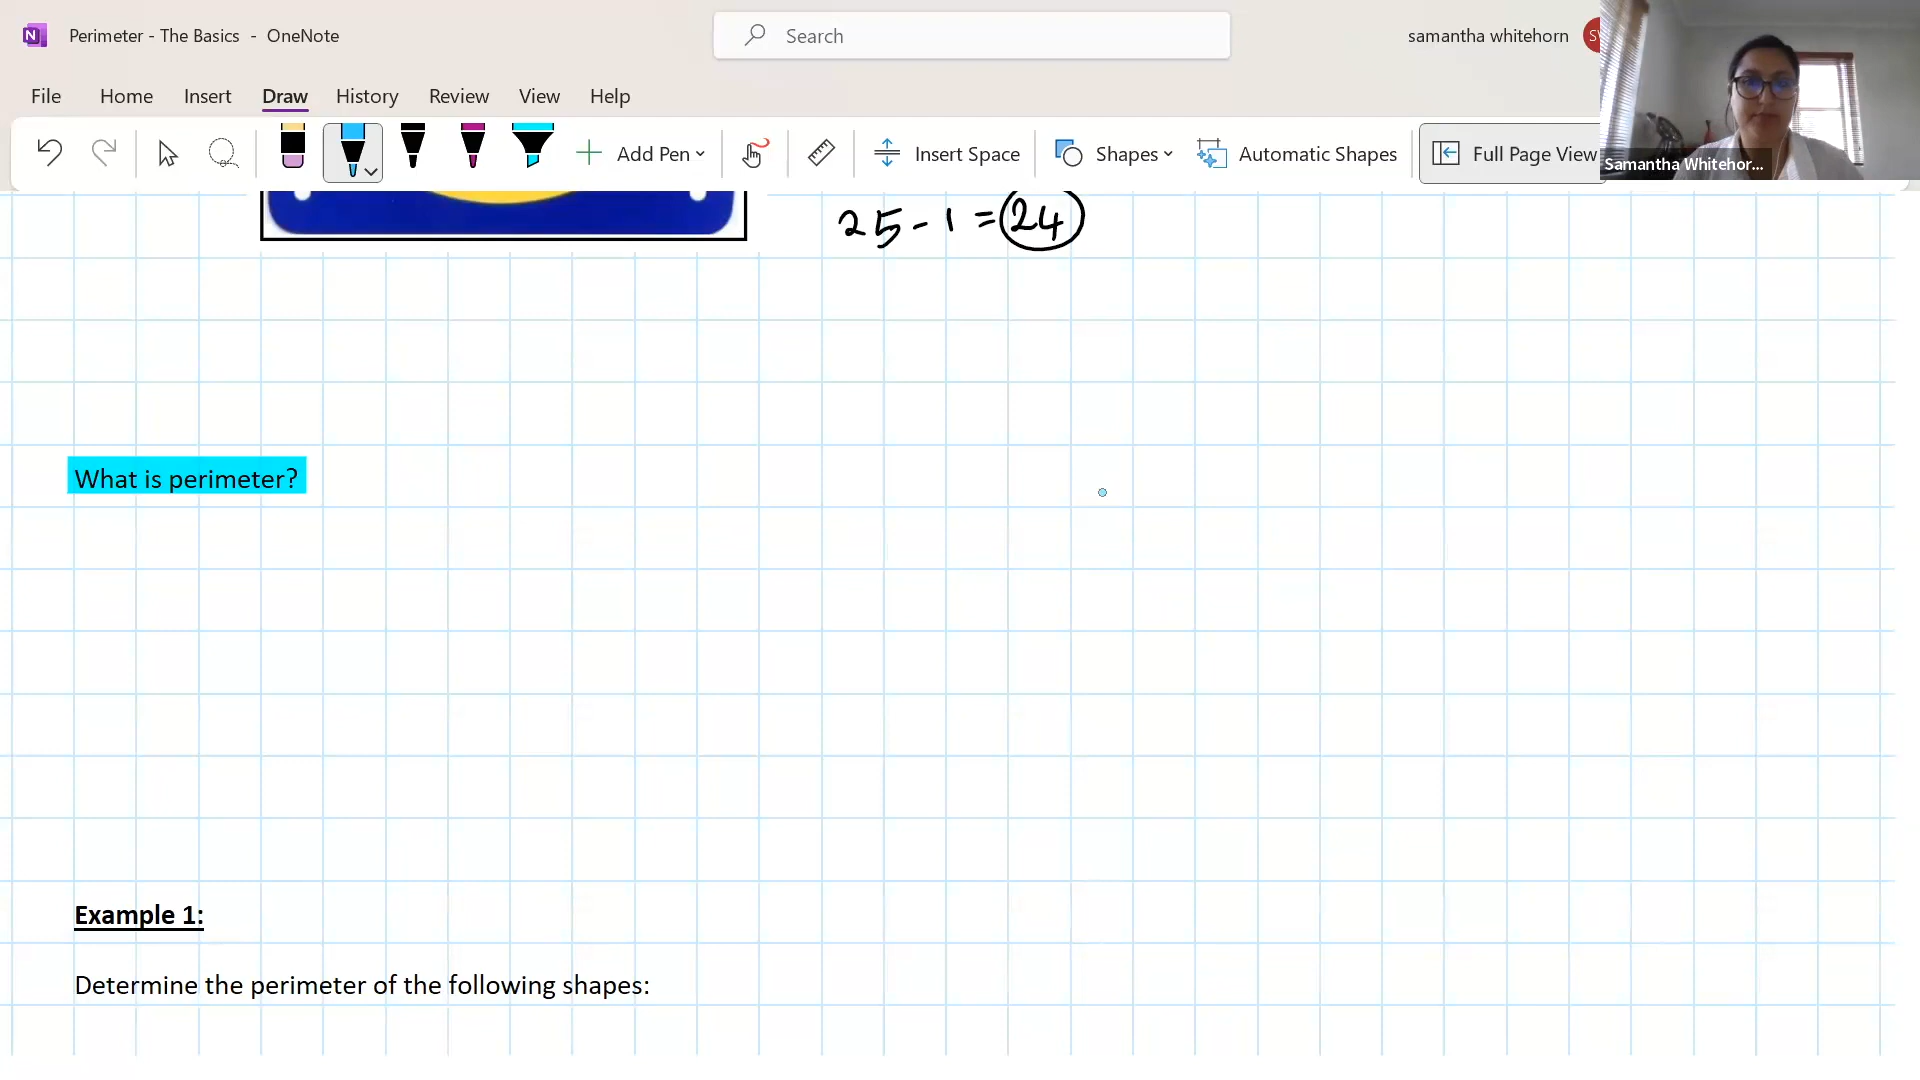 Perimeter - The Basics - OneNote
Search
samantha whitehorn
File Home Insert Draw History Review View Help
Add Pen
Insert Space
Shapes
Automatic Shapes
Full Page View
Samantha Whitehor...
25 - 1 = 24
What is perimeter?
Example 1:
Determine the perimeter of the following shapes: